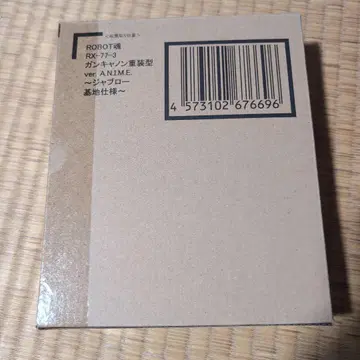 ROBOT魂
RX-77-3
ガンキャノン重装型
ver. A.N.I.M.E.
～ジャブロー
基地仕様～
4 573102 676696